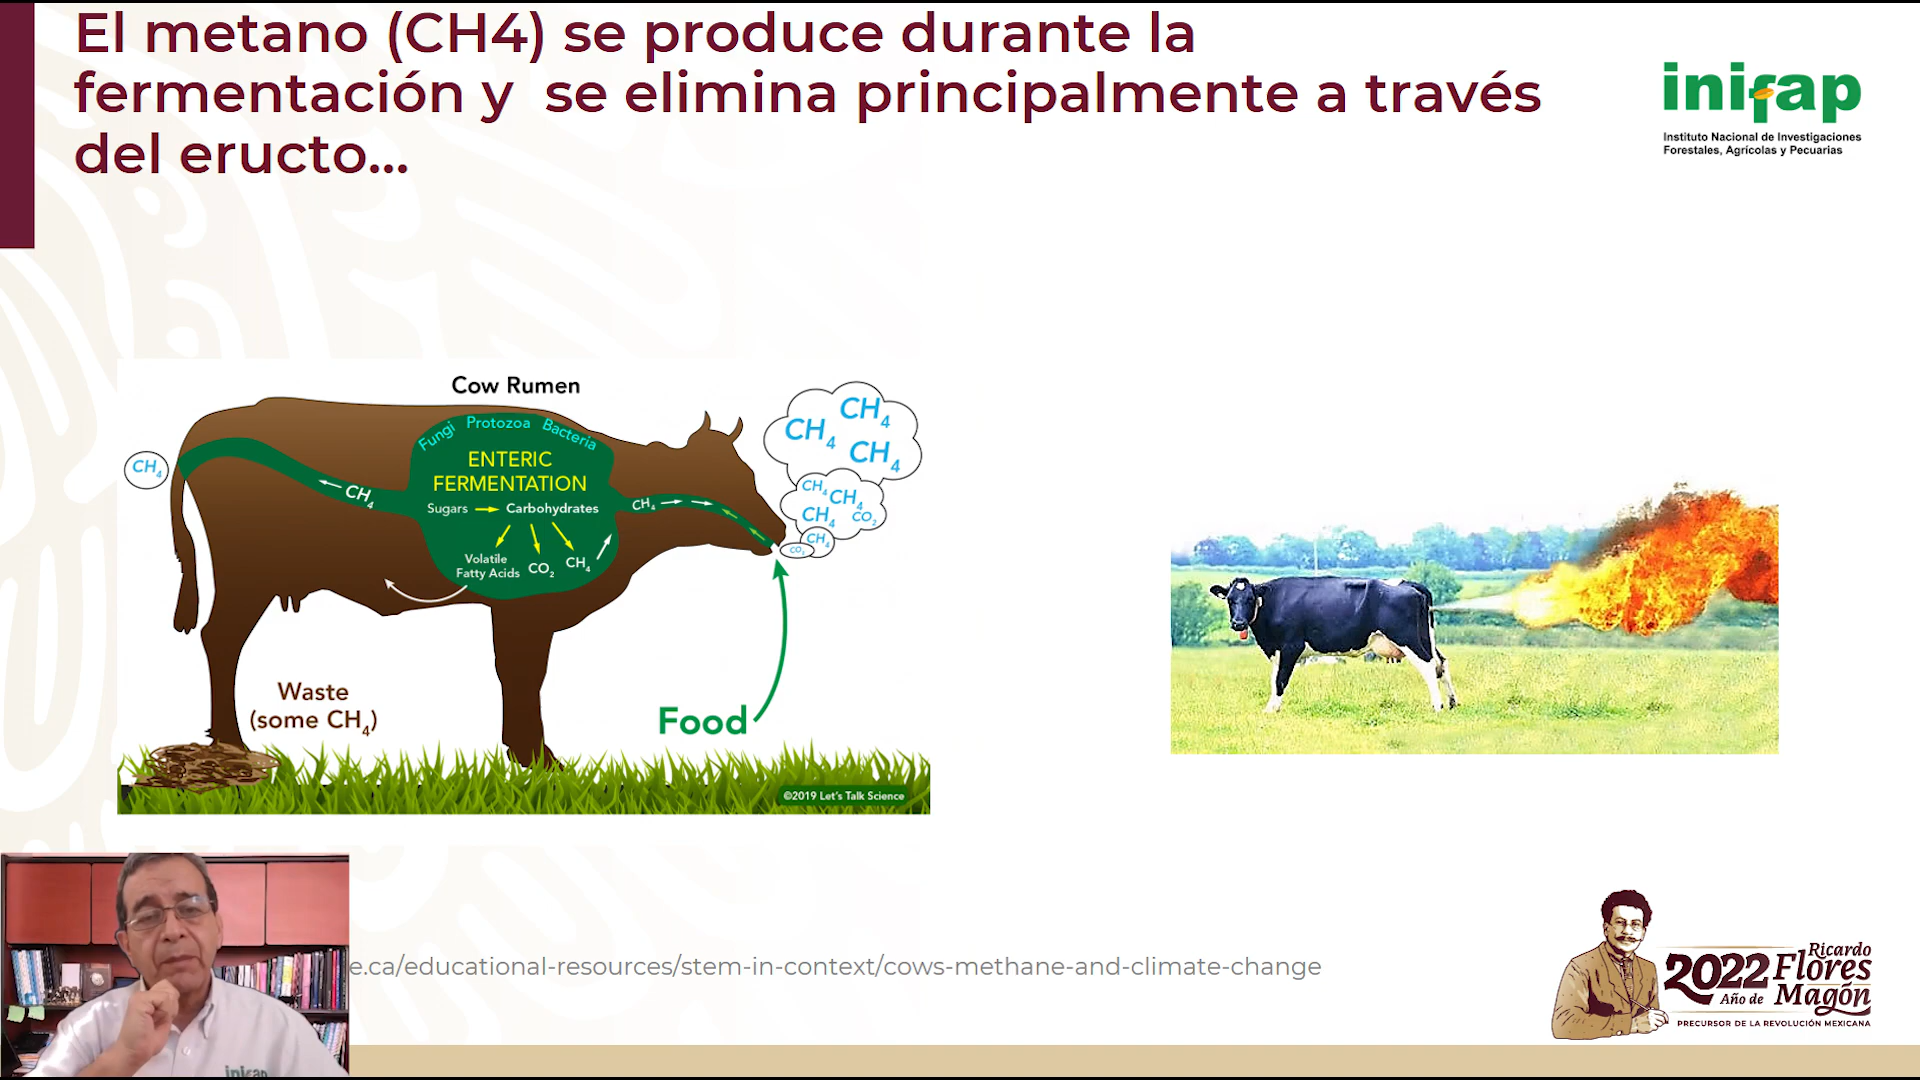 El metano (CH4) se produce durante la
fermentación y se elimina principalmente a través
del eructo...
inifap
Instituto Nacional de Investigaciones
Forestales, Agrícolas y Pecuarias
Cow Rumen
Fungi Protozoa Bacteria
ENTERIC
FERMENTATION
Sugars Carbohydrates
Volatile
Fatty Acids CO2 CH4
CH4
CH4
CH4
CH4
CH4
CH4
CH4
CH4
CH4
CO2
CH4
CO2
Waste
(some CH4)
Food
©2019 Let's Talk Science
e.ca/educational-resources/stem-in-context/cows-methane-and-climate-change
inifap
2022 Ricardo
Flores
Año de Magón
PRECURSOR DE LA REVOLUCIÓN MEXICANA